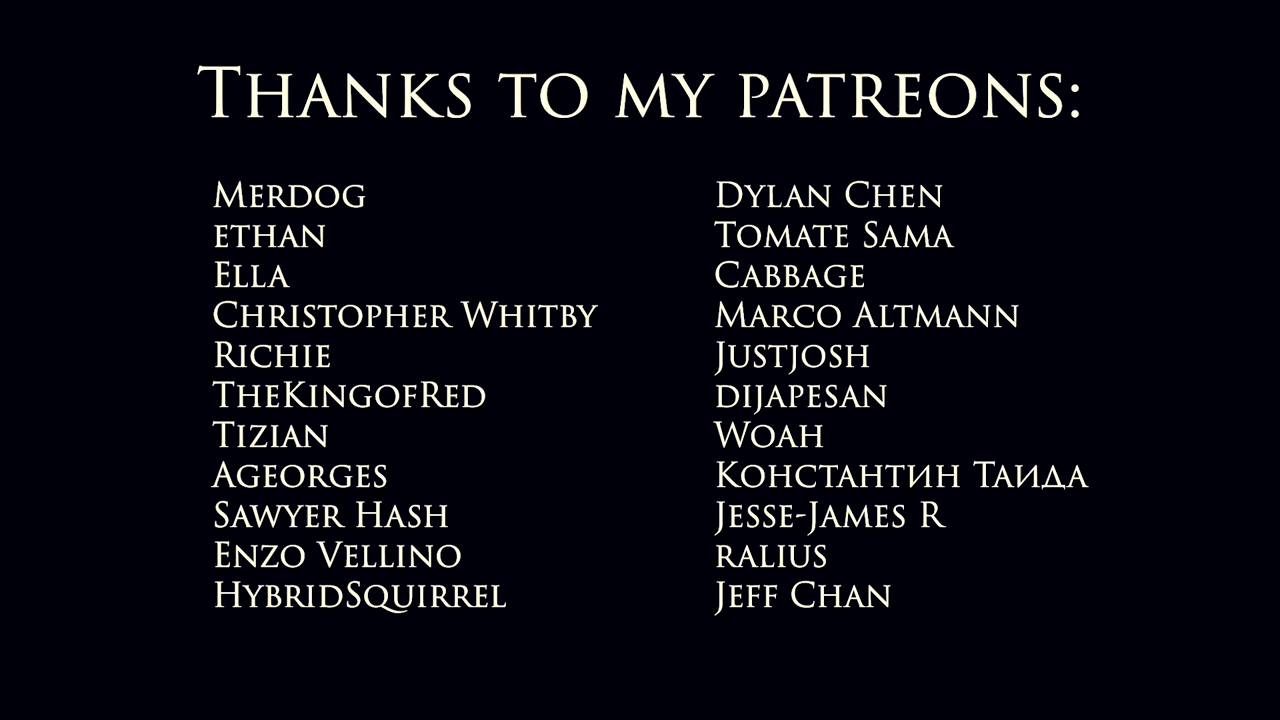 Thanks to my patreons:
Merdog
ethan
Ella
Christopher Whitby
Richie
TheKingofRed
Tizian
Ageorges
Sawyer Hash
Enzo Vellino
HybridSquirrel
Dylan Chen
Tomate Sama
Cabbage
Marco Altmann
Justjosh
dijapesan
Woah
Константин Таида
Jesse-James R
ralius
Jeff Chan